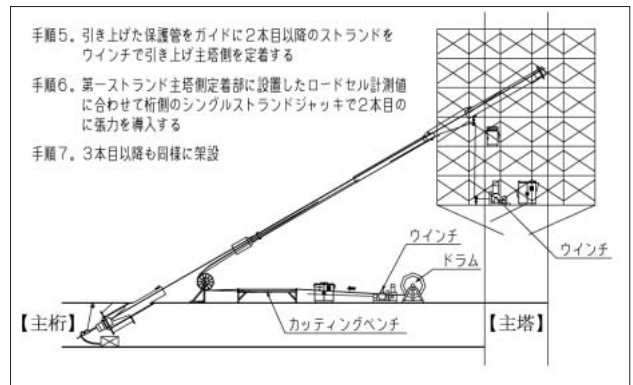 手順5。引き上げた保護管をガイドに2本目以降のストランドを
ウインチで引き上げ主塔側を定着する
手順6。第一ストランド主塔側定着部に設置したロードセル計測値
に合わせて桁側のシングルストランドジャッキで2本目の
に張力を導入する
手順7。3本目以降も同様に架設
ウインチ
ドラム
ウインチ
カッティングベンチ
【主桁】
【主塔】